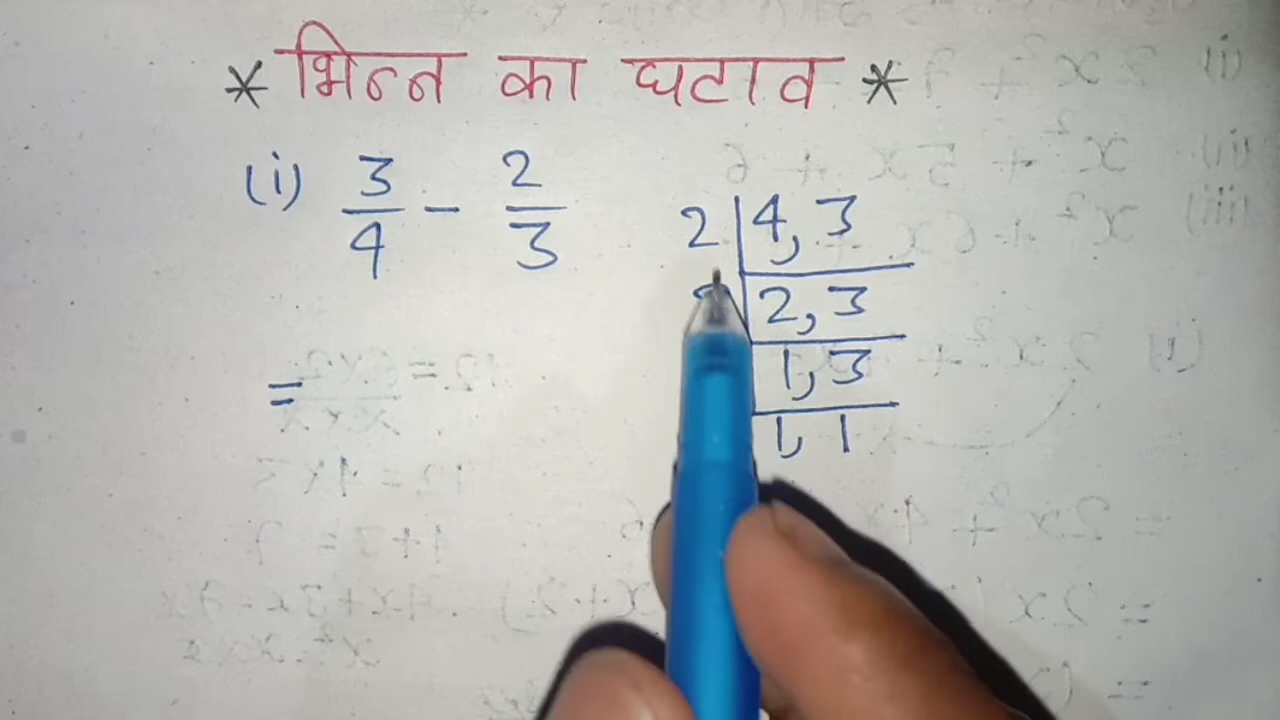 * भिन्न का घटाव *
(i) 3/4 - 2/3
2 | 4, 3
2, 3
1, 3
1, 1
=